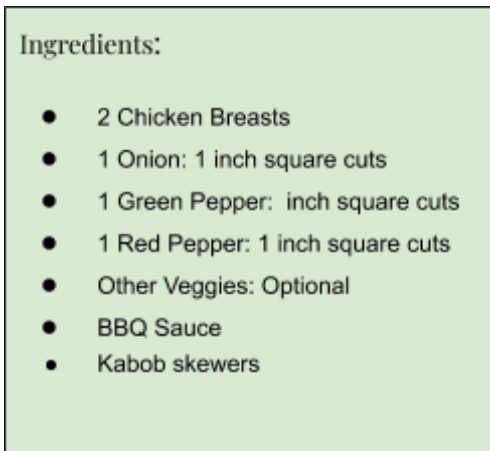 Ingredients:
● 2 Chicken Breasts
● 1 Onion: 1 inch square cuts
● 1 Green Pepper:  inch square cuts
● 1 Red Pepper: 1 inch square cuts
● Other Veggies: Optional
● BBQ Sauce
● Kabob skewers